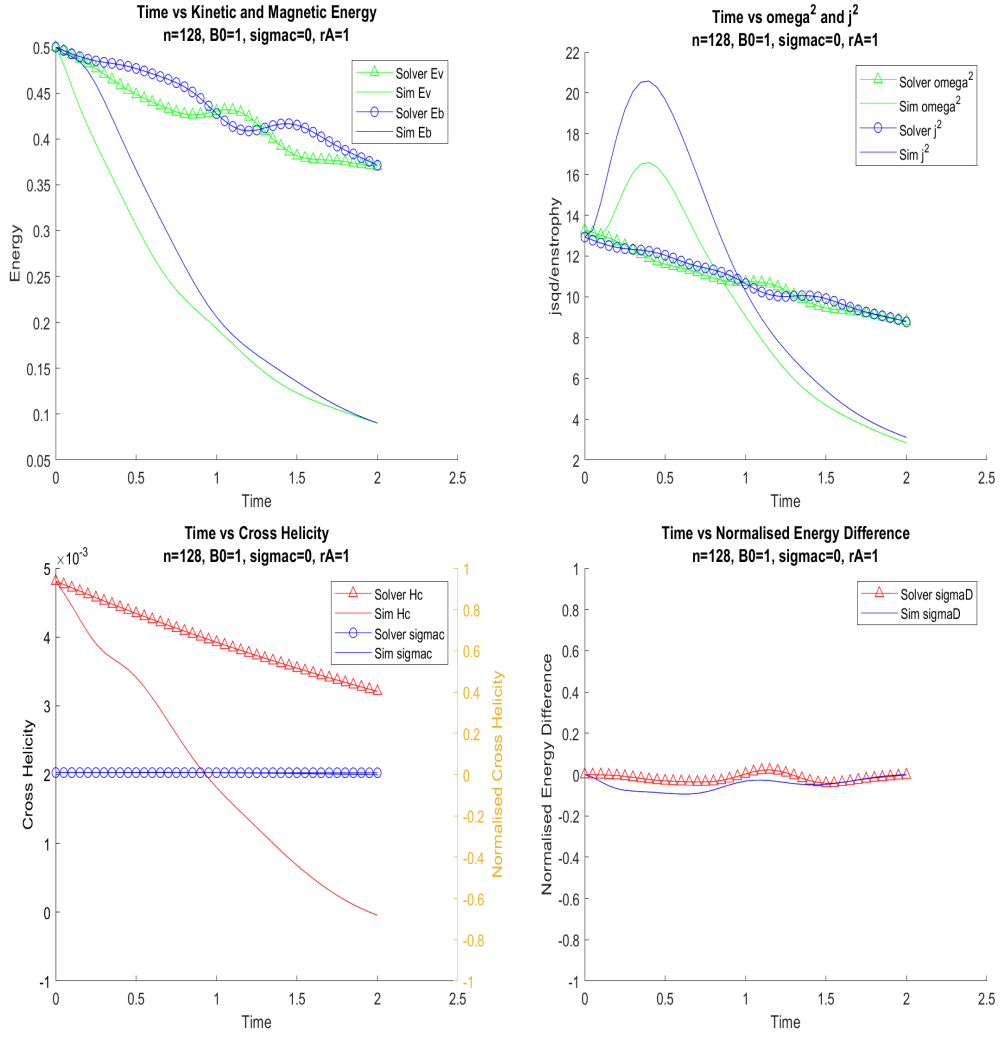 Time vs Kinetic and Magnetic Energy
n=128, B0=1, sigmac=0, rA=1
0.5
0.45
0.4
0.35
0.3
0.25
0.2
0.15
0.1
0.05
Energy
0 0.5 1 1.5 2 2.5
Time
Solver Ev
Sim Ev
Solver Eb
Sim Eb
Time vs omega² and j²
n=128, B0=1, sigmac=0, rA=1
22
20
18
16
14
12
10
8
6
4
2
jsqd/enstrophy
0 0.5 1 1.5 2 2.5
Time
Solver omega²
Sim omega²
Solver j²
Sim j²
Time vs Cross Helicity
n=128, B0=1, sigmac=0, rA=1
×10⁻³
5
4
3
2
1
0
-1
Cross Helicity
0 0.5 1 1.5 2 2.5
Time
Solver Hc
Sim Hc
Solver sigmac
Sim sigmac
1
0.8
0.6
0.4
0.2
0
-0.2
-0.4
-0.6
-0.8
-1
Normalised Cross Helicity
Time vs Normalised Energy Difference
n=128, B0=1, sigmac=0, rA=1
1
0.8
0.6
0.4
0.2
0
-0.2
-0.4
-0.6
-0.8
-1
Normalised Energy Difference
0 0.5 1 1.5 2 2.5
Time
Solver sigmaD
Sim sigmaD